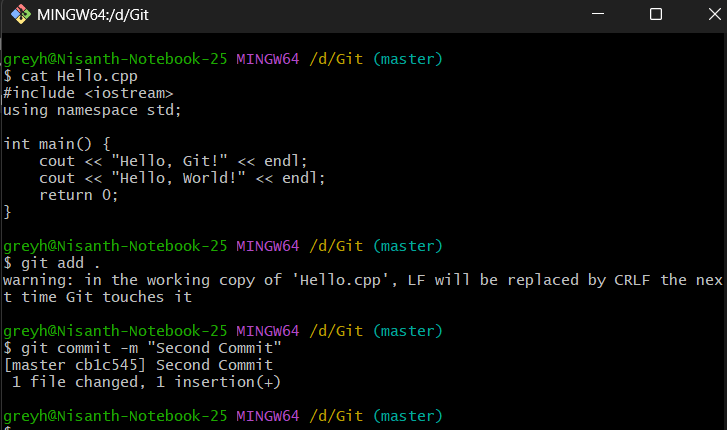 MINGW64:/d/Git
greyh@Nisanth-Notebook-25 MINGW64 /d/Git (master)
$ cat Hello.cpp
#include <iostream>
using namespace std;

int main() {
    cout << "Hello, Git!" << endl;
    cout << "Hello, World!" << endl;
    return 0;
}

greyh@Nisanth-Notebook-25 MINGW64 /d/Git (master)
$ git add .
warning: in the working copy of 'Hello.cpp', LF will be replaced by CRLF the nex
t time Git touches it

greyh@Nisanth-Notebook-25 MINGW64 /d/Git (master)
$ git commit -m "Second Commit"
[master cb1c545] Second Commit
 1 file changed, 1 insertion(+)

greyh@Nisanth-Notebook-25 MINGW64 /d/Git (master)
$